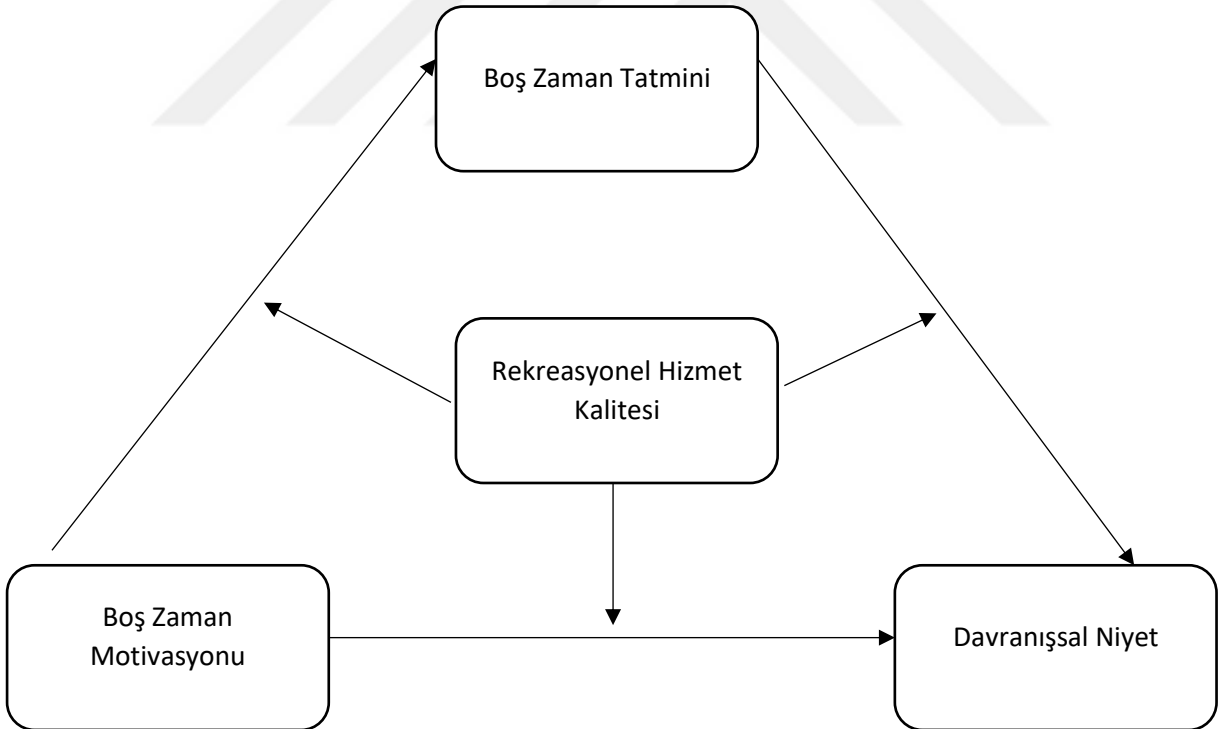 Boş Zaman Tatmini
Rekreasyonel Hizmet
Kalitesi
Boş Zaman
Motivasyonu
Davranışsal Niyet